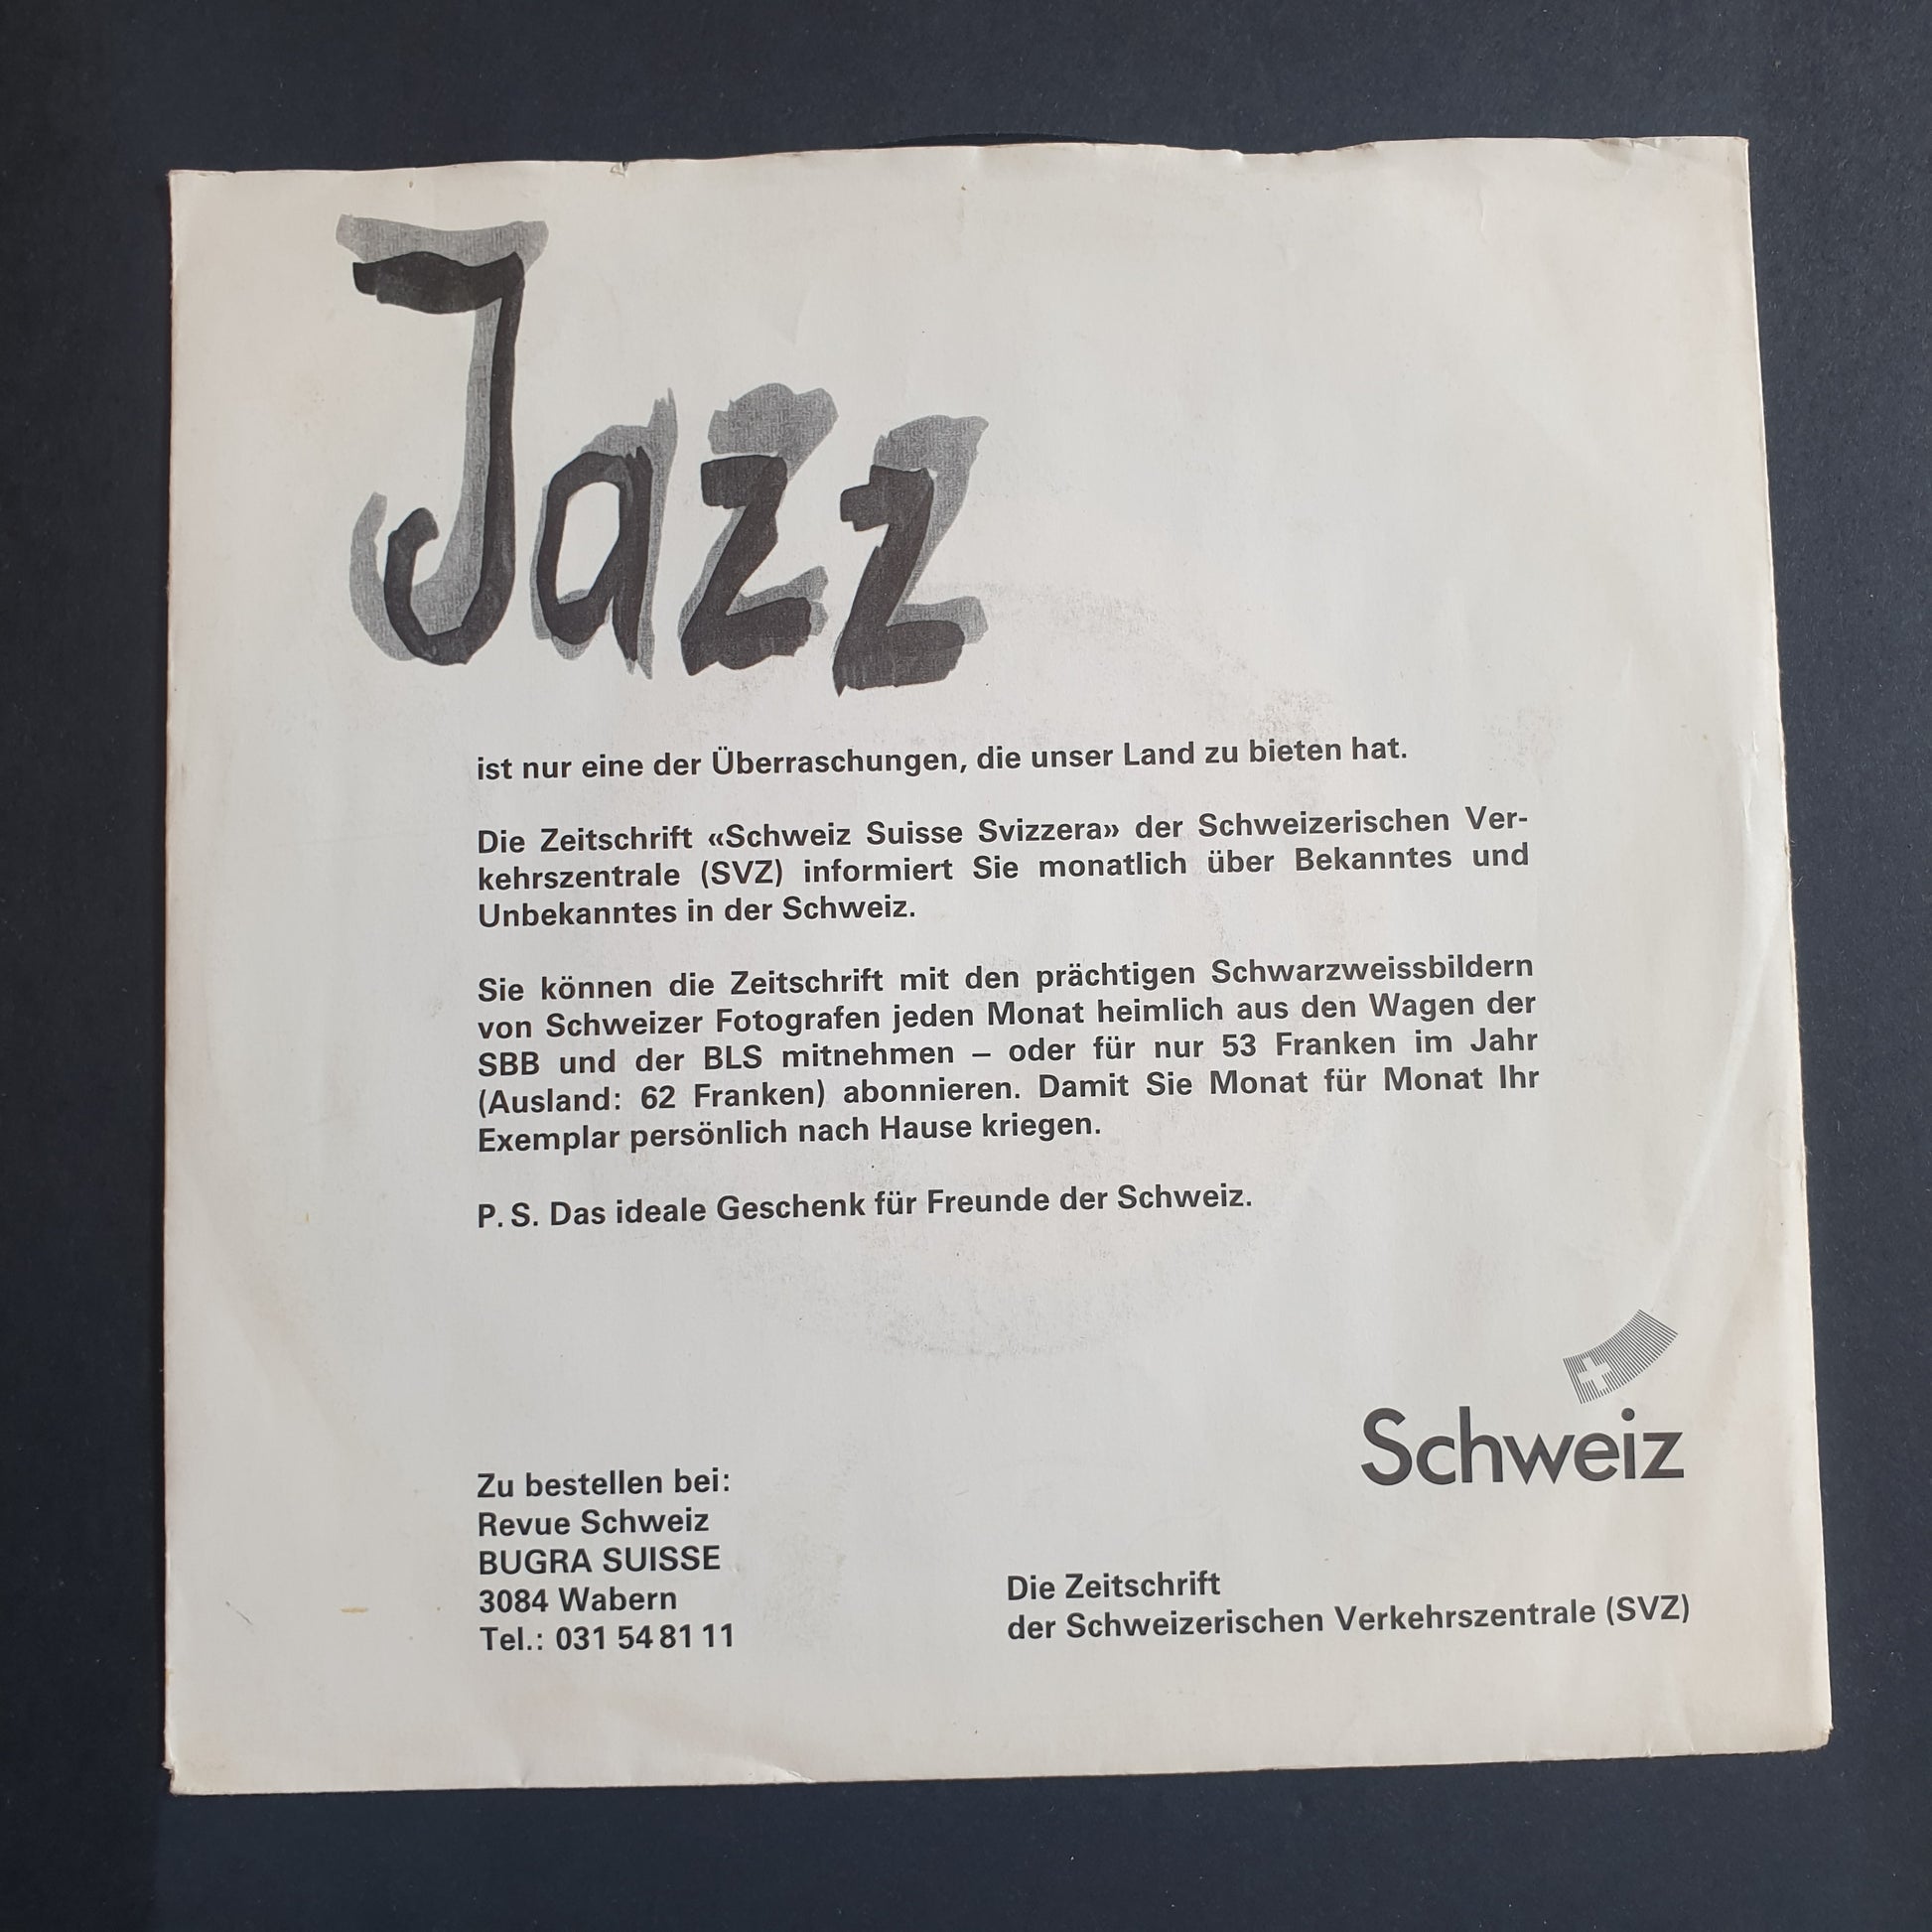 Jazz
ist nur eine der Überraschungen, die unser Land zu bieten hat.
Die Zeitschrift «Schweiz Suisse Svizzera» der Schweizerischen Ver-
kehrszentrale (SVZ) informiert Sie monatlich über Bekanntes und
Unbekanntes in der Schweiz.
Sie können die Zeitschrift mit den prächtigen Schwarzweissbildern
von Schweizer Fotografen jeden Monat heimlich aus den Wagen der
SBB und der BLS mitnehmen – oder für nur 53 Franken im Jahr
(Ausland: 62 Franken) abonnieren. Damit Sie Monat für Monat Ihr
Exemplar persönlich nach Hause kriegen.
P. S. Das ideale Geschenk für Freunde der Schweiz.
Schweiz
Zu bestellen bei:
Revue Schweiz
BUGRA SUISSE
3084 Wabern
Tel.: 031 54 81 11
Die Zeitschrift
der Schweizerischen Verkehrszentrale (SVZ)